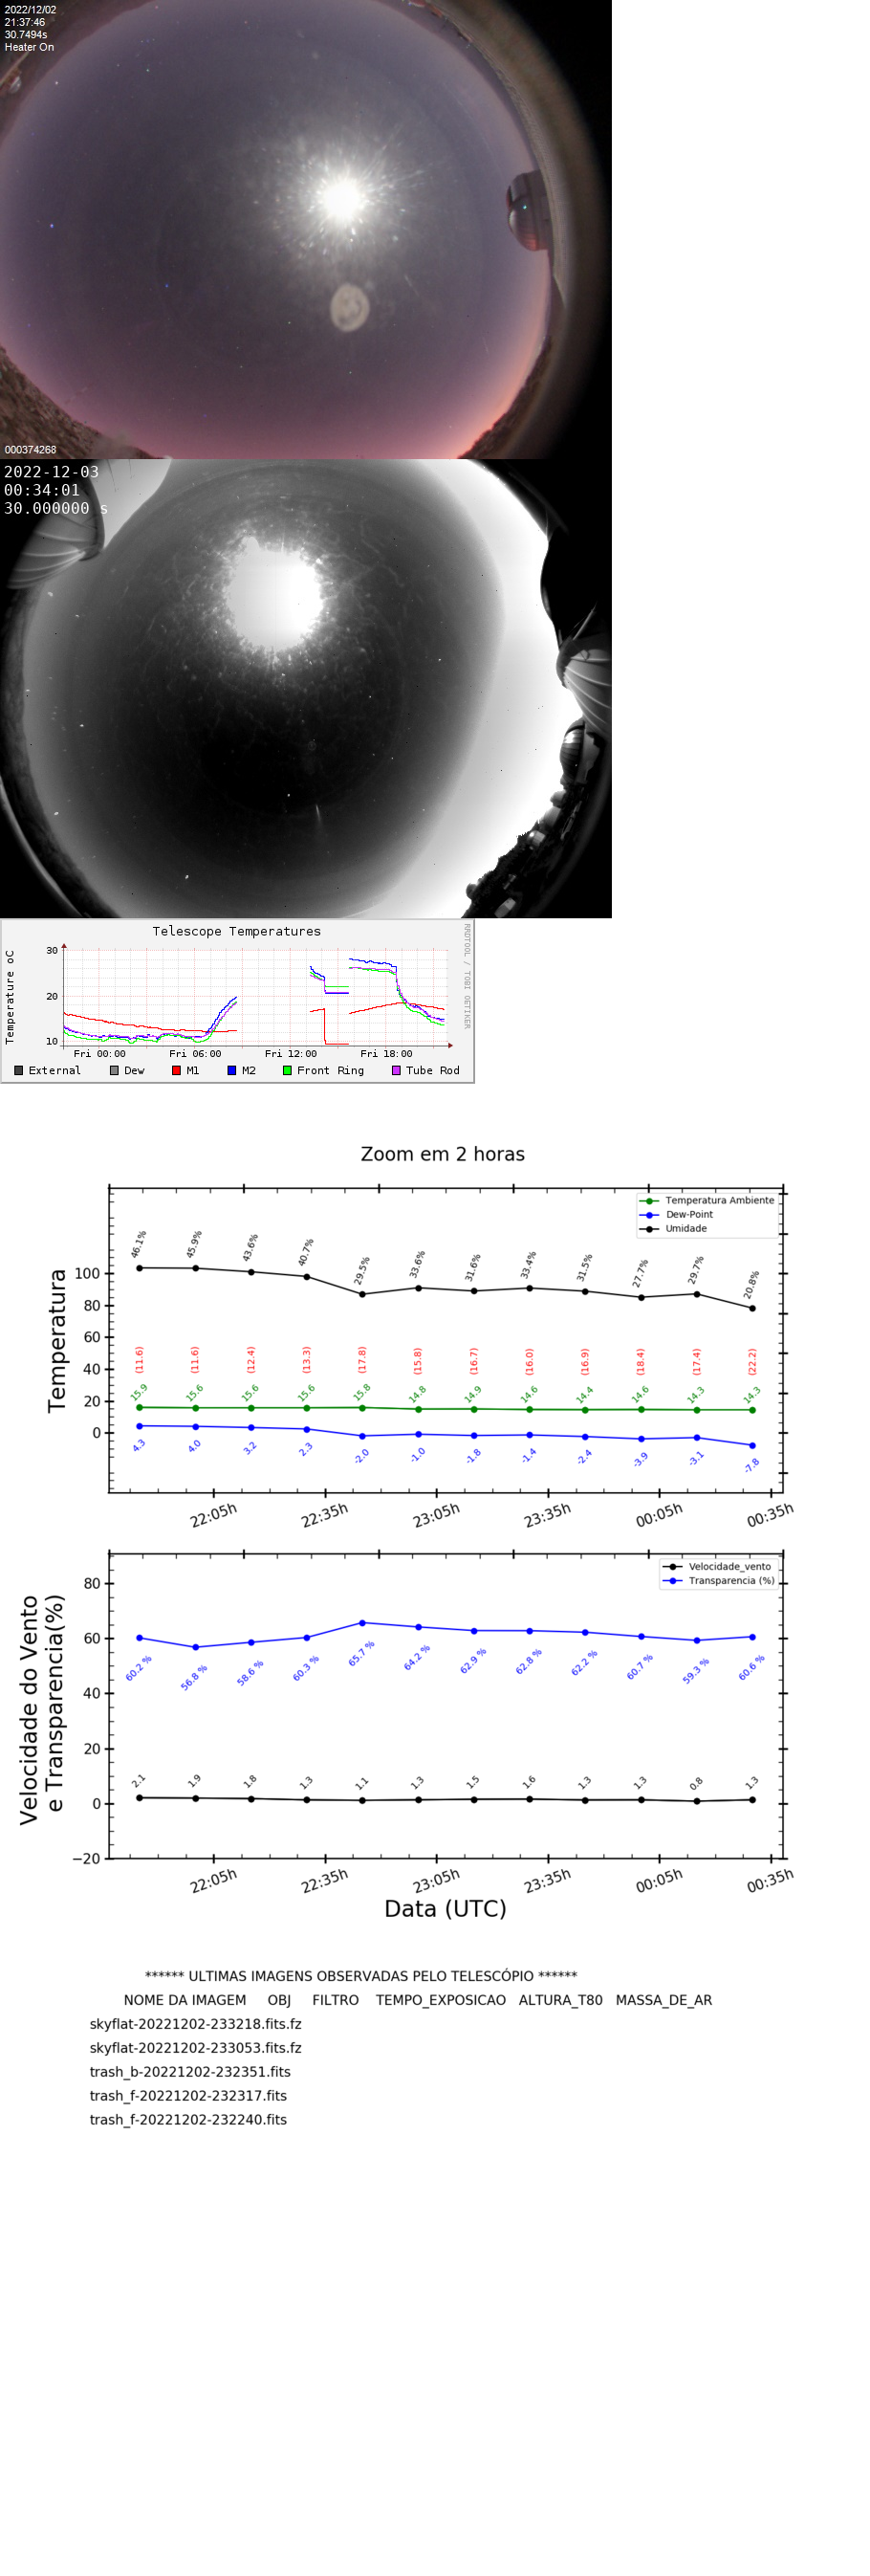 2022/12/02
21:37:46
30.7494s
Heater On
000374268
2022-12-03
00:34:01
30.000000 s
Telescope Temperatures
RRDTOOL / TOBI OETIKER
Temperature oC
30
20
10
Fri 00:00 Fri 06:00 Fri 12:00 Fri 18:00
External Dew M1 M2 Front Ring Tube Rod
Zoom em 2 horas
Temperatura Ambiente
Dew-Point
Umidade
46.1% 45.9% 43.6% 40.7% 29.5% 33.6% 31.6% 33.4% 31.5% 27.7% 29.7% 20.8%
Temperatura
100
80
60
40
20
0
(11.6) (11.6) (12.4) (13.3) (17.8) (15.8) (16.7) (16.0) (16.9) (18.4) (17.4) (22.2)
15.9 15.6 15.6 15.6 15.8 14.8 14.9 14.6 14.4 14.6 14.3 14.3
4.3 4.0 3.2 2.3 -2.0 -1.0 -1.8 -1.4 -2.4 -3.9 -3.1 -7.8
22:05h 22:35h 23:05h 23:35h 00:05h 00:35h
Velocidade_vento
Transparencia (%)
Velocidade do Vento
e Transparencia(%)
80
60
40
20
0
−20
60.2 % 56.8 % 58.6 % 60.3 % 65.7 % 64.2 % 62.9 % 62.8 % 62.2 % 60.7 % 59.3 % 60.6 %
2.1 1.9 1.8 1.3 1.1 1.3 1.5 1.6 1.3 1.3 0.8 1.3
22:05h 22:35h 23:05h 23:35h 00:05h 00:35h
Data (UTC)
****** ULTIMAS IMAGENS OBSERVADAS PELO TELESCÓPIO ******
NOME DA IMAGEM OBJ FILTRO TEMPO_EXPOSICAO ALTURA_T80 MASSA_DE_AR
skyflat-20221202-233218.fits.fz
skyflat-20221202-233053.fits.fz
trash_b-20221202-232351.fits
trash_f-20221202-232317.fits
trash_f-20221202-232240.fits